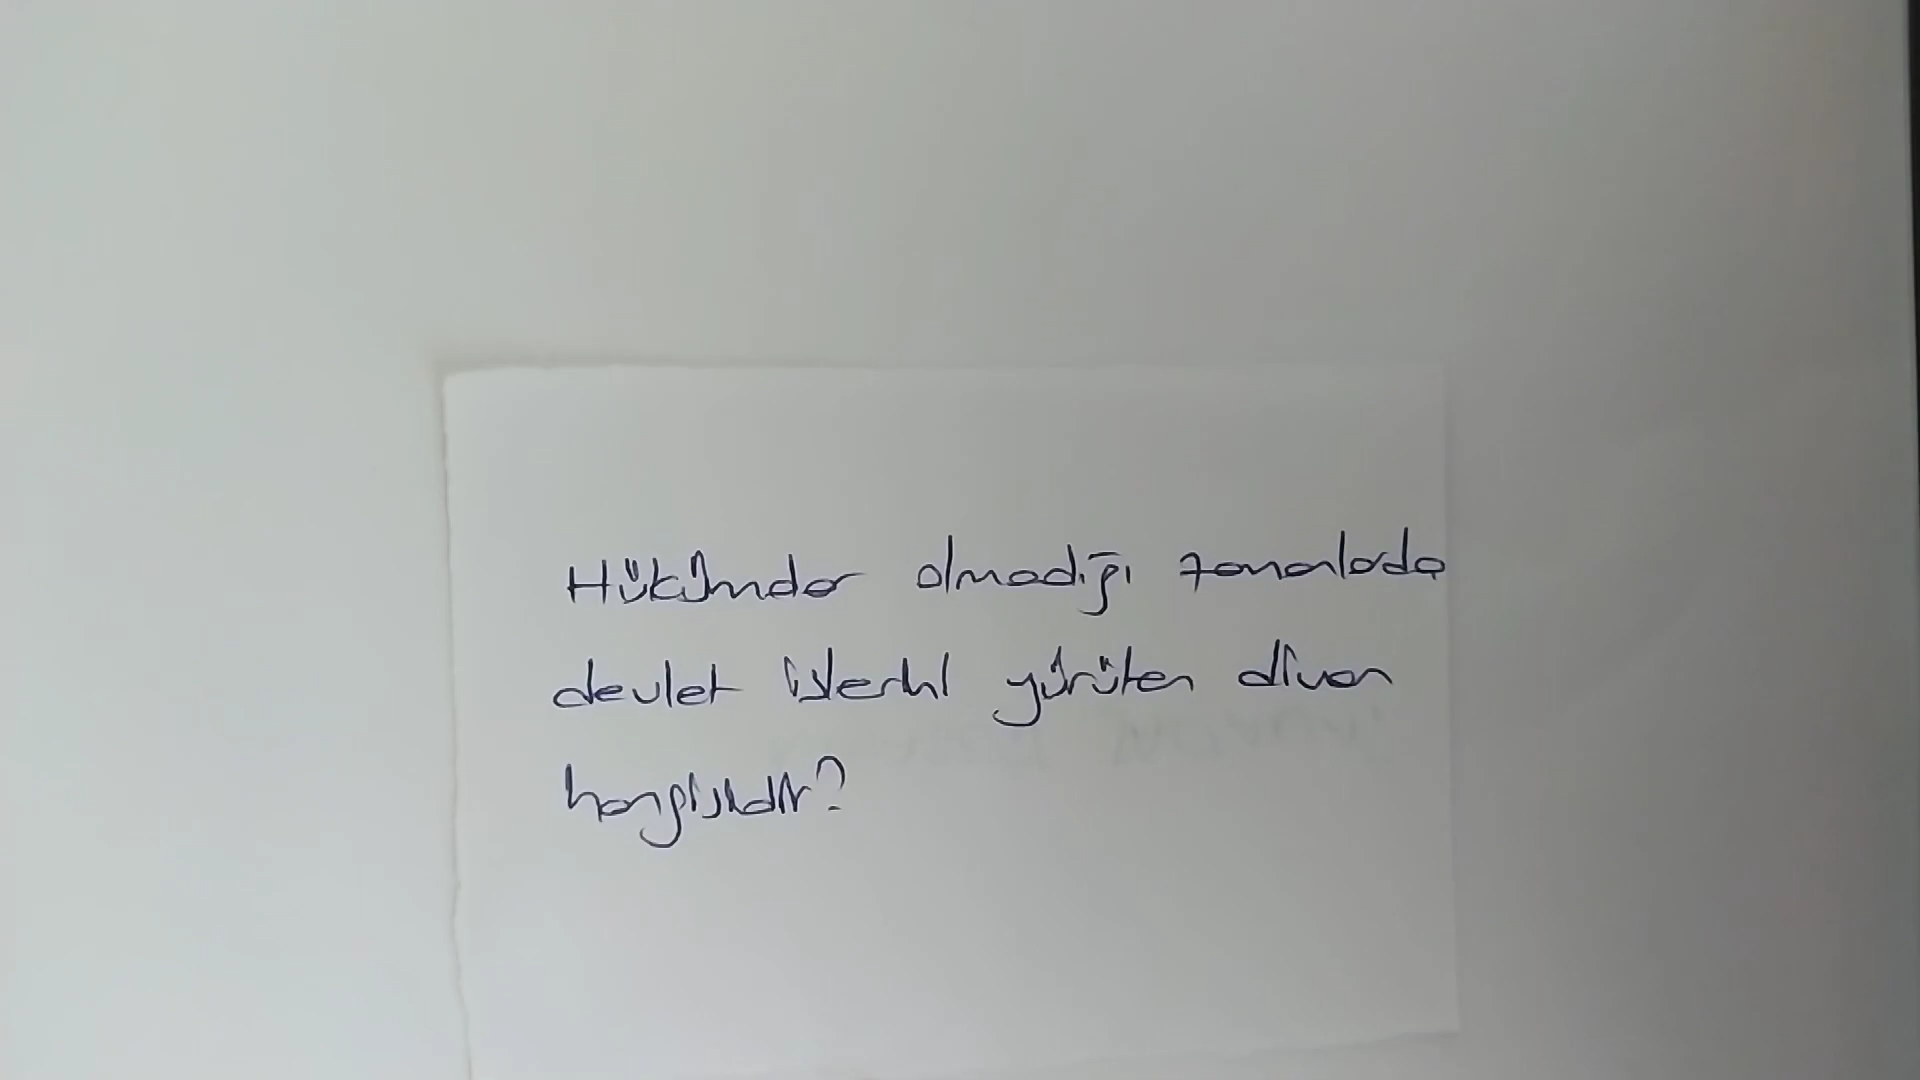 Hükümdar olmadığı zamanlarda
devlet işlerini yürüten divan
hangisidir?